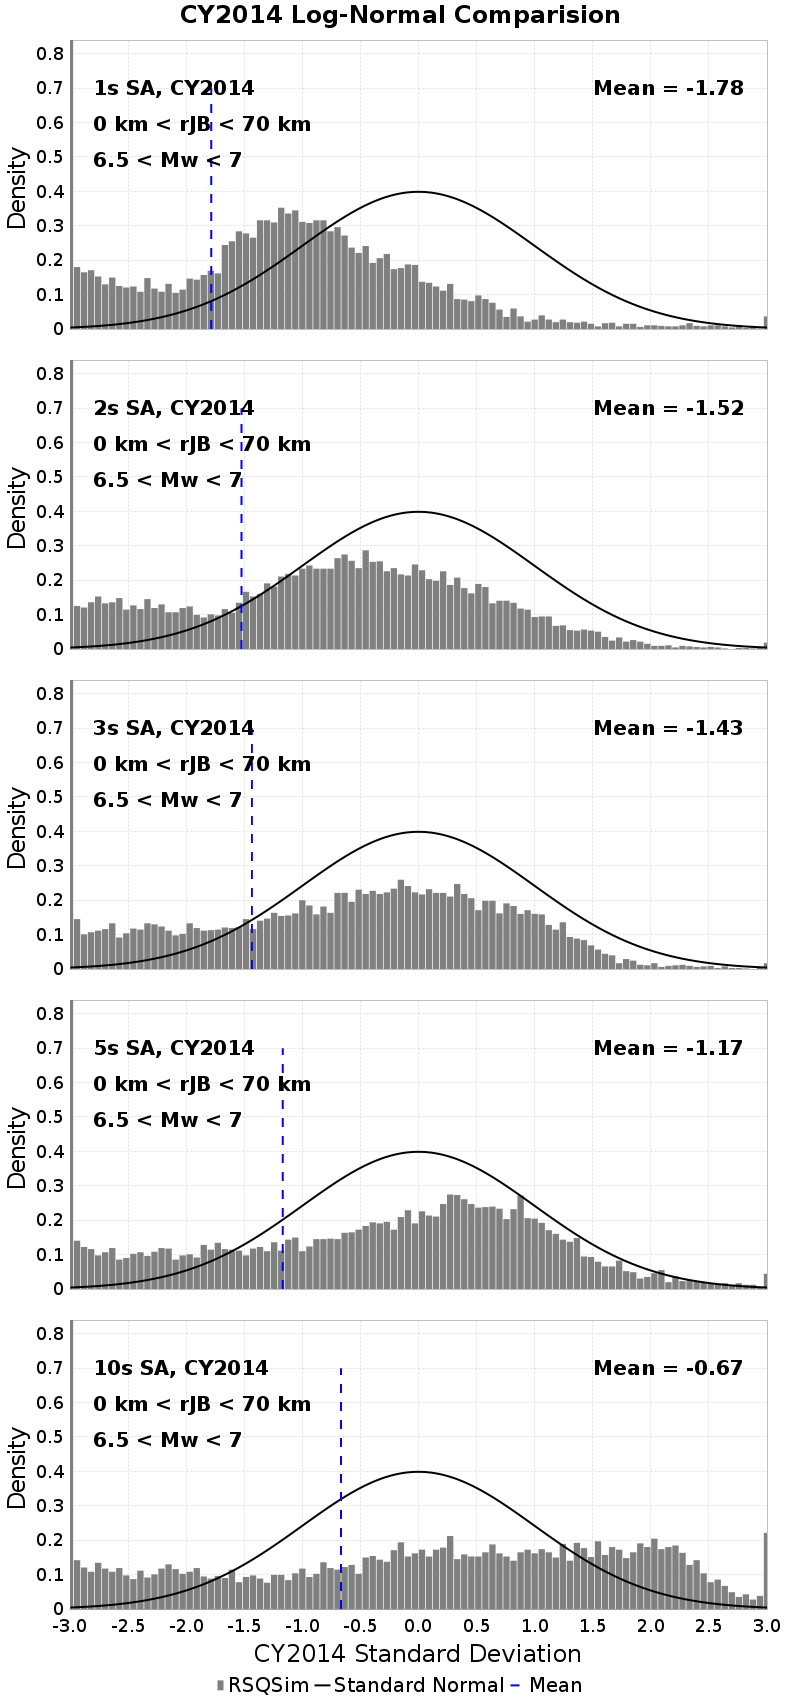 CY2014 Log-Normal Comparision
0.8
0.7
0.6
0.5
0.4
0.3
0.2
0.1
0
Density
1s SA, CY2014
Mean = -1.78
0 km < rJB < 70 km
6.5 < Mw < 7
0.8
0.7
0.6
0.5
0.4
0.3
0.2
0.1
0
Density
2s SA, CY2014
Mean = -1.52
0 km < rJB < 70 km
6.5 < Mw < 7
0.8
0.7
0.6
0.5
0.4
0.3
0.2
0.1
0
Density
3s SA, CY2014
Mean = -1.43
0 km < rJB < 70 km
6.5 < Mw < 7
0.8
0.7
0.6
0.5
0.4
0.3
0.2
0.1
0
Density
5s SA, CY2014
Mean = -1.17
0 km < rJB < 70 km
6.5 < Mw < 7
0.8
0.7
0.6
0.5
0.4
0.3
0.2
0.1
0
Density
10s SA, CY2014
Mean = -0.67
0 km < rJB < 70 km
6.5 < Mw < 7
-3.0 -2.5 -2.0 -1.5 -1.0 -0.5 0.0 0.5 1.0 1.5 2.0 2.5 3.0
CY2014 Standard Deviation
RSQSim Standard Normal Mean